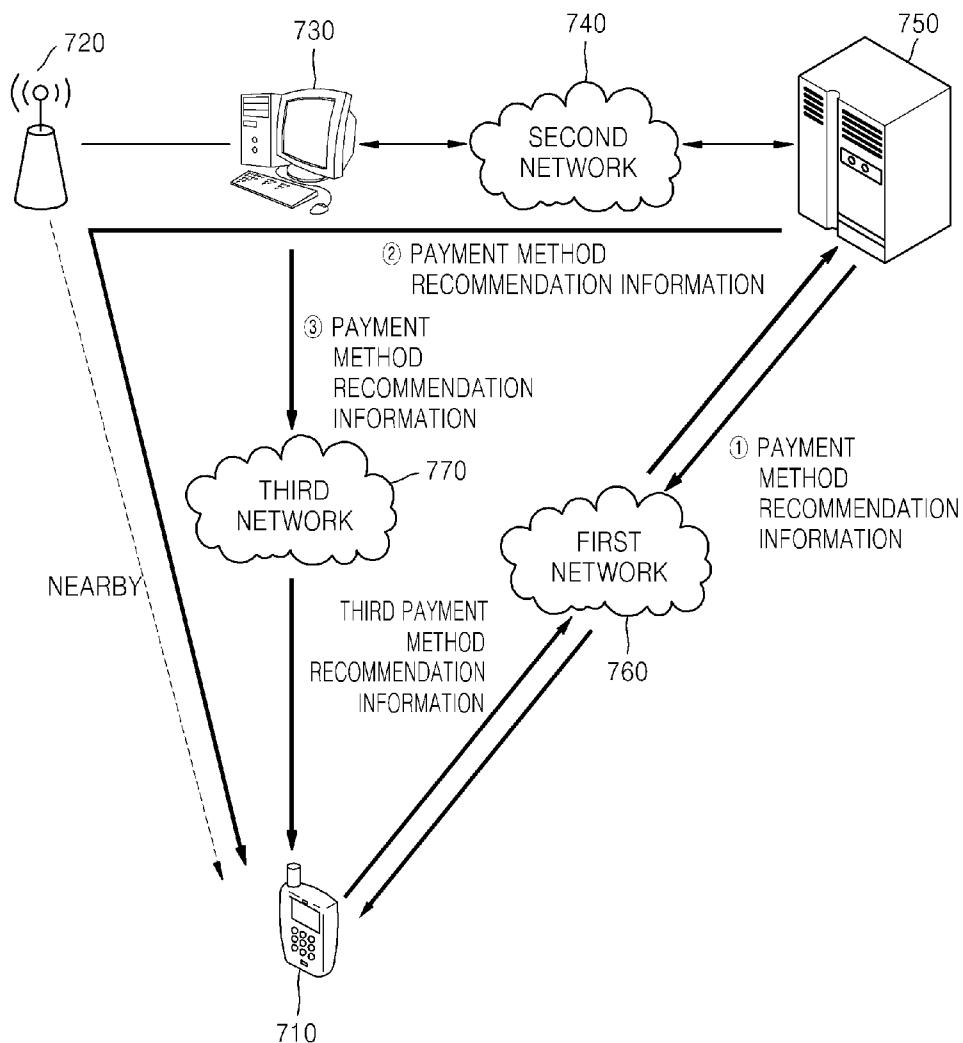 720
730
740
750
SECOND
NETWORK
② PAYMENT METHOD
RECOMMENDATION INFORMATION
③ PAYMENT
METHOD
RECOMMENDATION
INFORMATION
① PAYMENT
METHOD
RECOMMENDATION
INFORMATION
THIRD
NETWORK
770
FIRST
NETWORK
760
NEARBY
THIRD PAYMENT
METHOD
RECOMMENDATION
INFORMATION
710